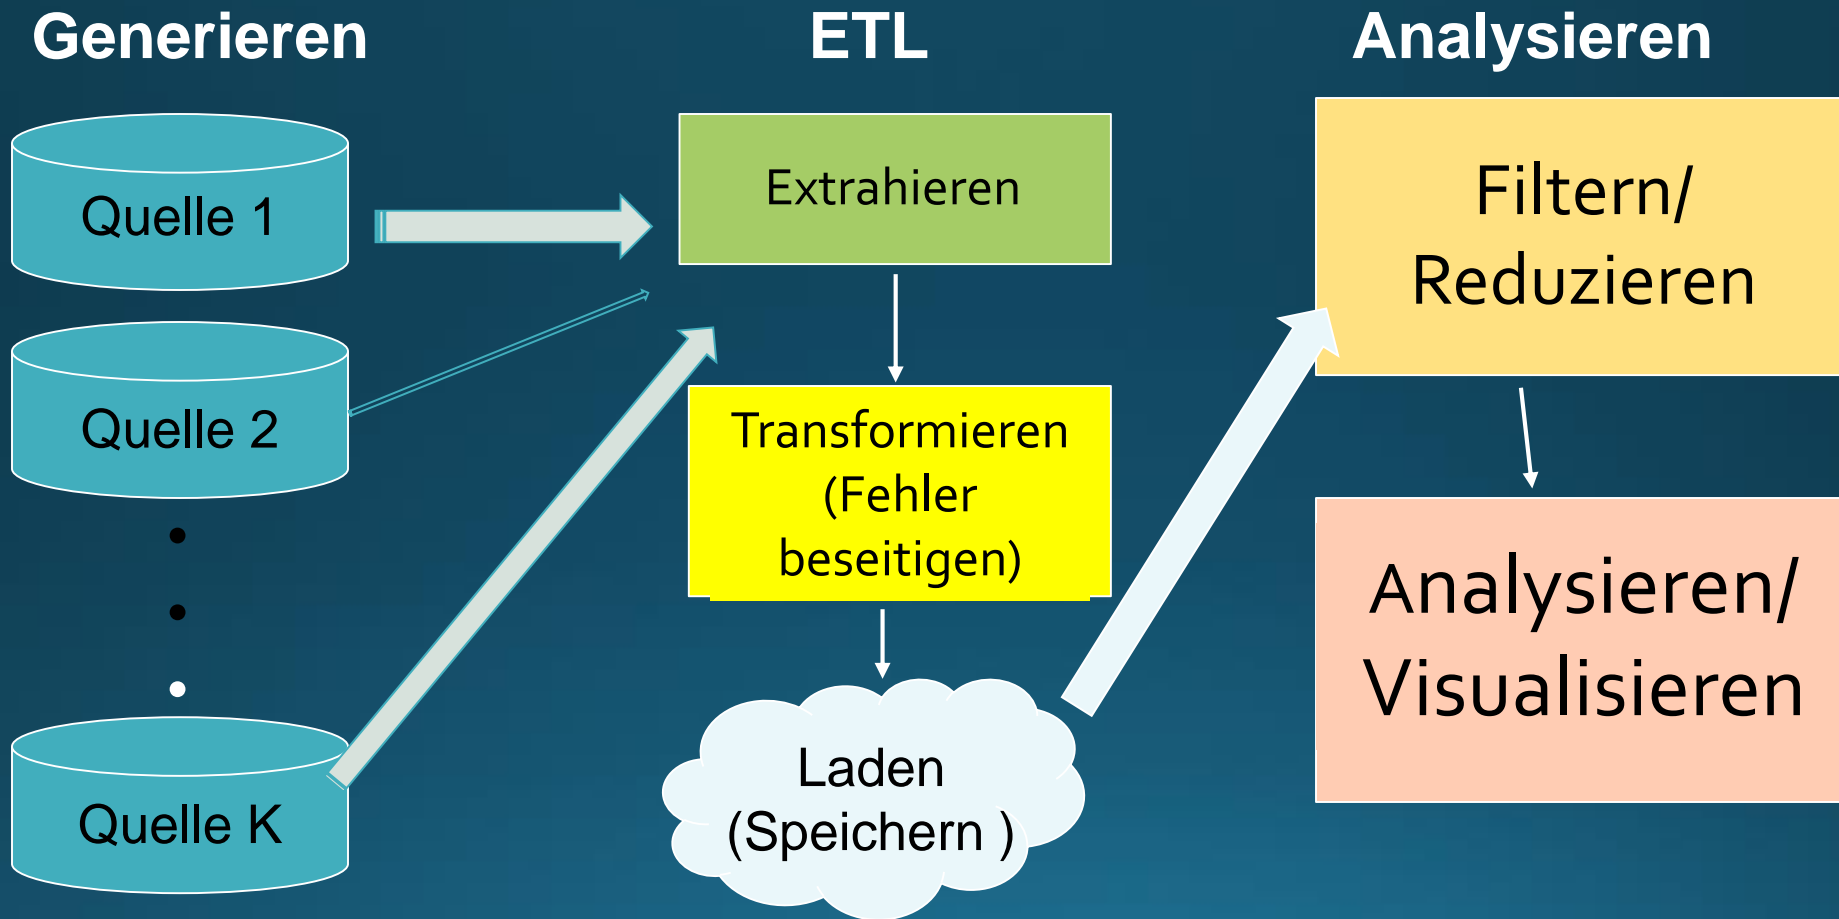 Generieren
Quelle 1
Quelle 2
Quelle K
ETL
Extrahieren
Transformieren
(Fehler
beseitigen)
Laden
(Speichern )
Analysieren
Filtern/
Reduzieren
Analysieren/
Visualisieren